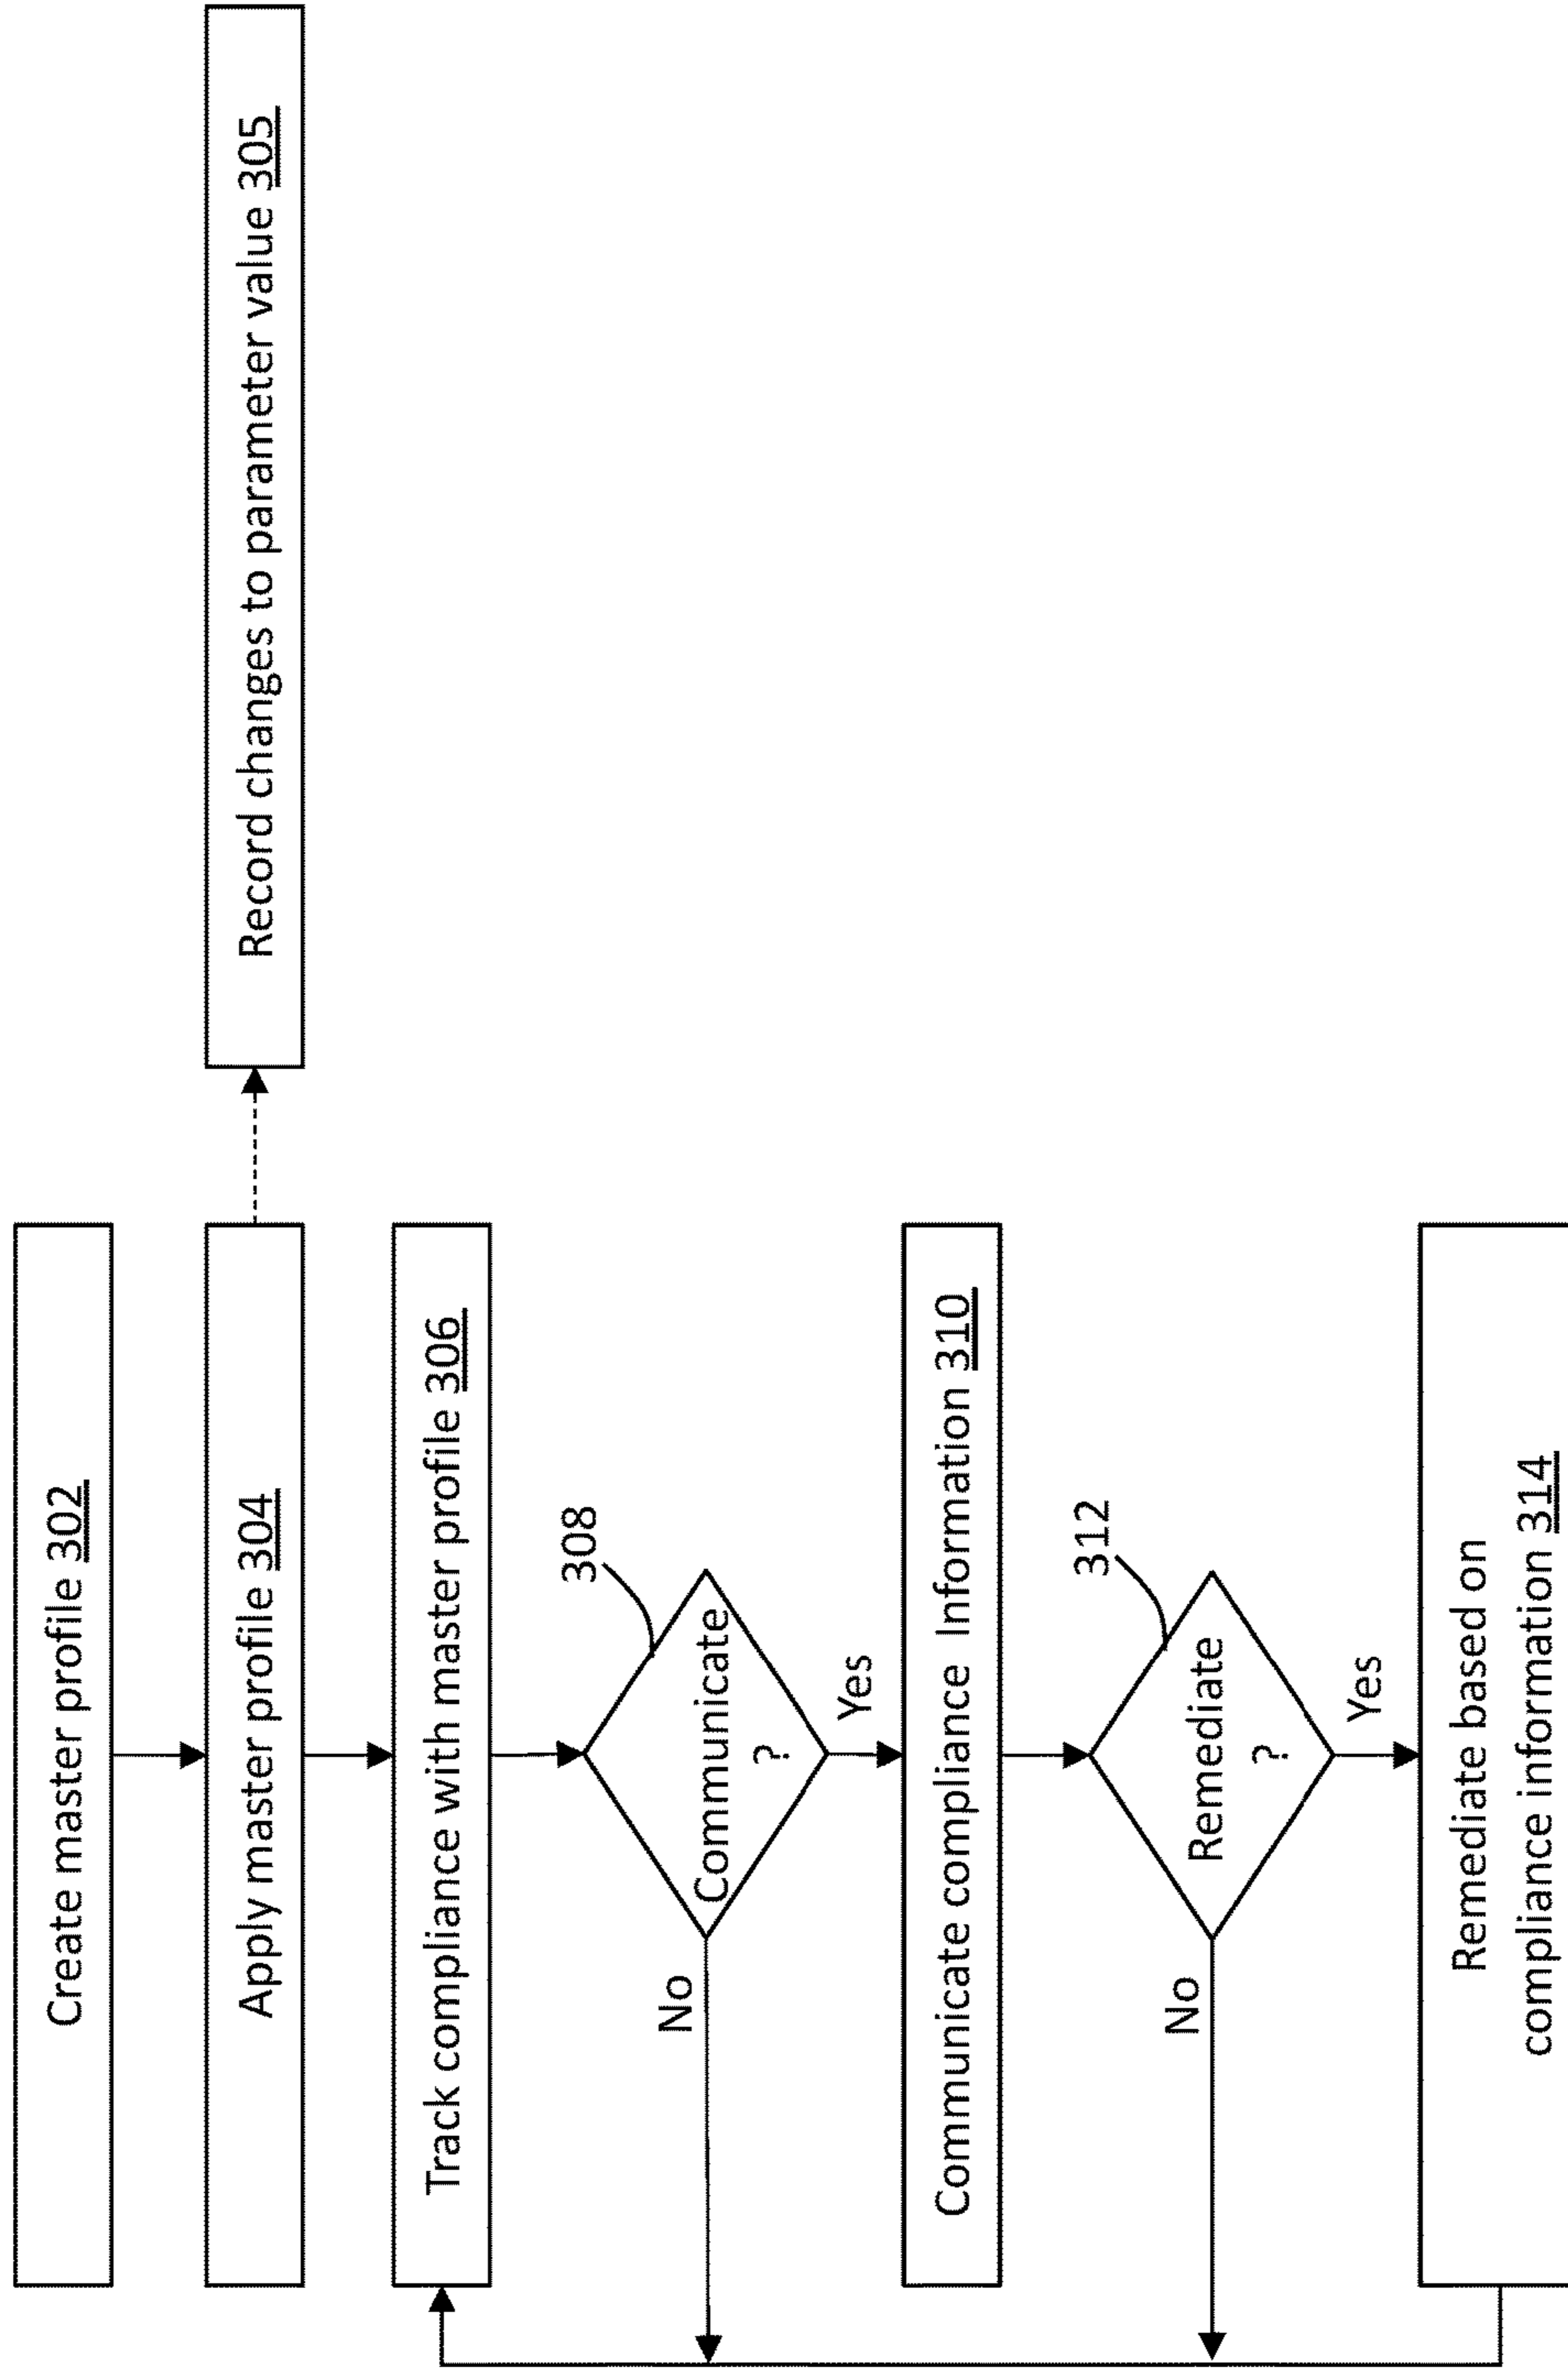 Create master profile 302
Apply master profile 304
Record changes to parameter value 305
Track compliance with master profile 306
308
Communicate
?
No
Yes
Communicate compliance Information 310
312
Remediate
?
No
Yes
Remediate based on
compliance information 314